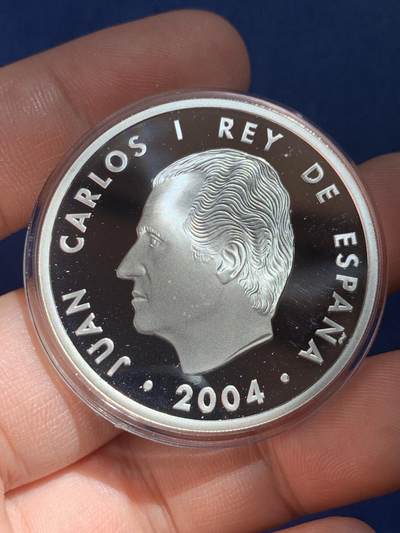 JUAN CARLOS I REY DE ESPAÑA
• 2004 •